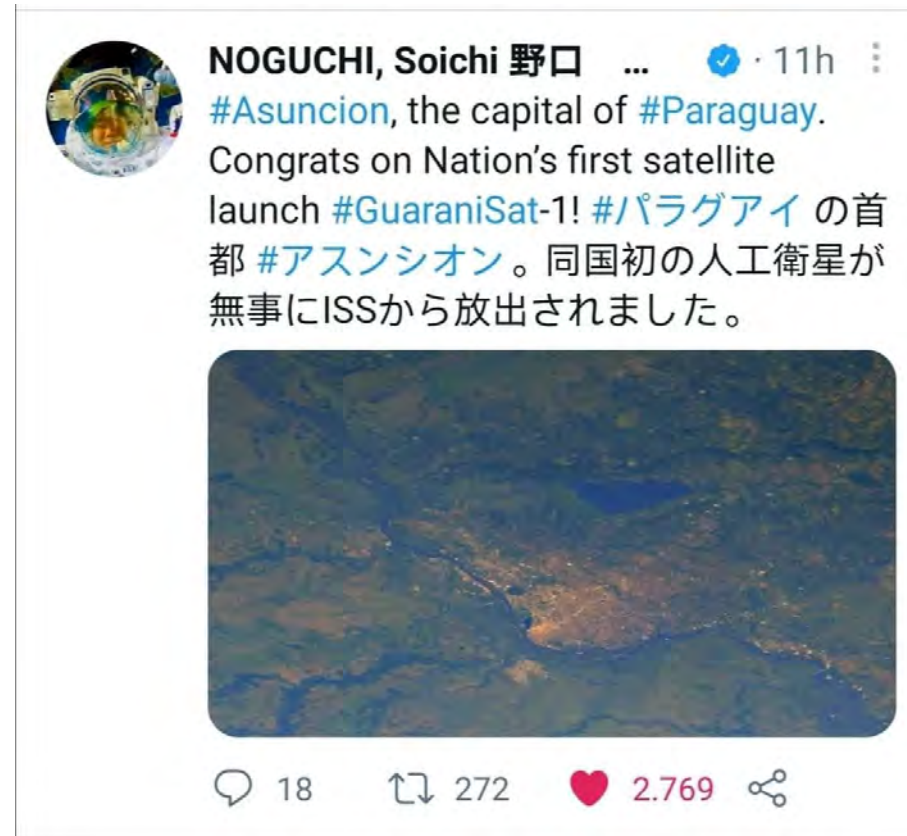 NOGUCHI, Soichi 野口 ... · 11h
#Asuncion, the capital of #Paraguay.
Congrats on Nation's first satellite
launch #GuaraniSat-1! #パラグアイ の首
都 #アスンシオン 。同国初の人工衛星が
無事にISSから放出されました。
18 272 2.769